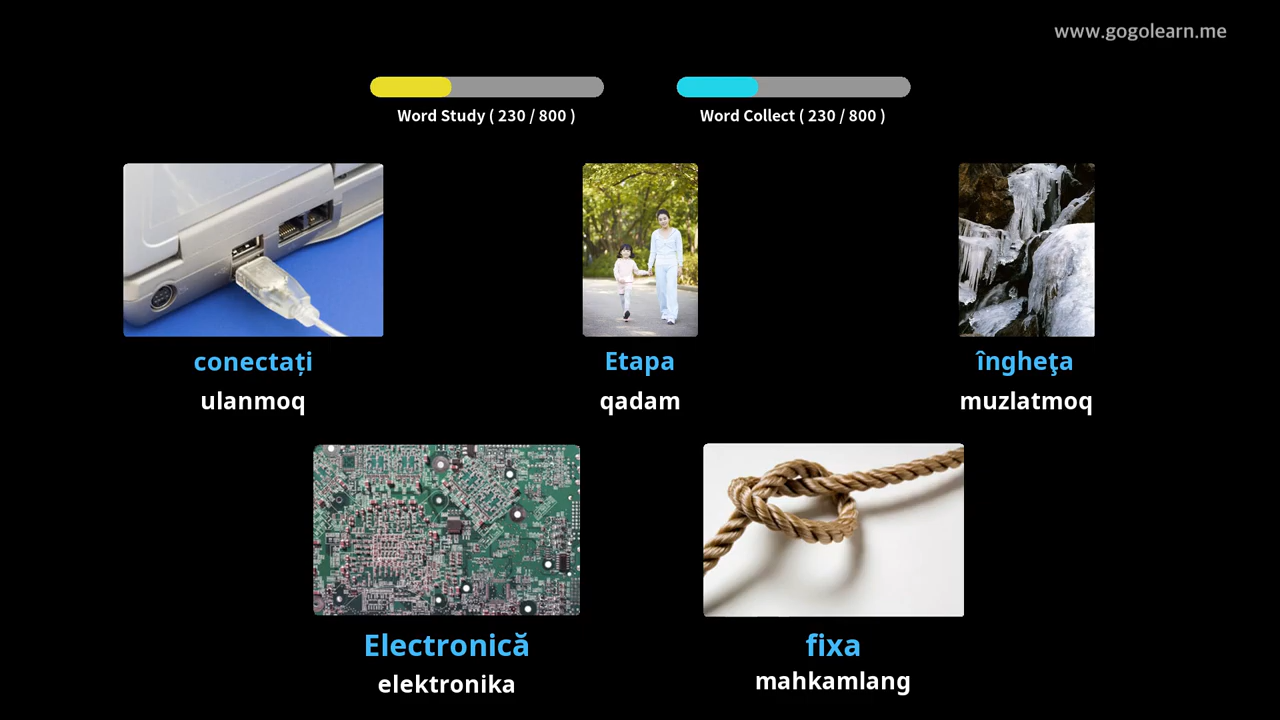 www.gogolearn.me
Word Study ( 230 / 800 )
Word Collect ( 230 / 800 )
conectați
Etapa
îngheţa
ulanmoq
qadam
muzlatmoq
Electronică
fixa
elektronika
mahkamlang